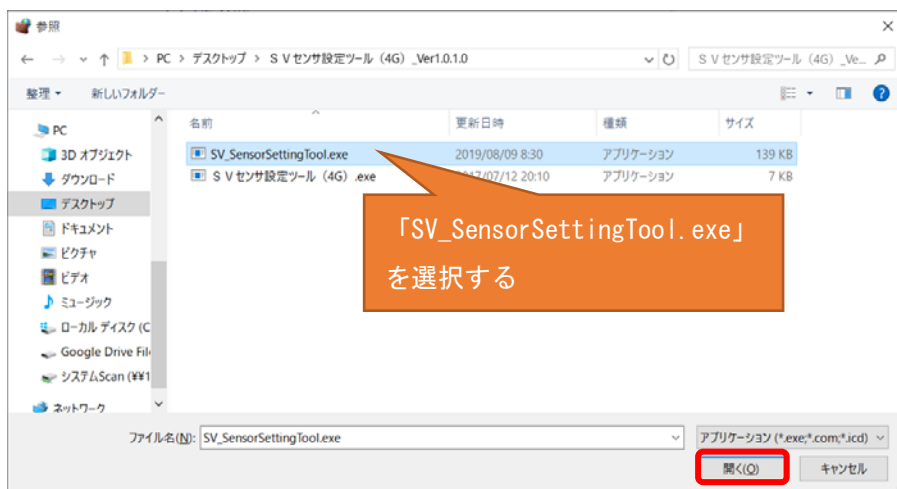 参照
PC > デスクトップ > ＳＶセンサ設定ツール（4G）_Ver1.0.1.0
ＳＶセンサ設定ツール（4G）_Ve...
整理
新しいフォルダー
名前 更新日時 種類 サイズ
PC
3D オブジェクト
ダウンロード
デスクトップ
ドキュメント
ピクチャ
ビデオ
ミュージック
ローカル ディスク (C
Google Drive File
システムScan (¥¥1
ネットワーク
SV_SensorSettingTool.exe 2019/08/09 8:30 アプリケーション 139 KB
ＳＶセンサ設定ツール（4G）.exe 2017/07/12 20:10 アプリケーション 7 KB
「SV_SensorSettingTool.exe」
を選択する
ファイル名(N): SV_SensorSettingTool.exe
アプリケーション (*.exe;*.com;*.icd)
開く(O) キャンセル